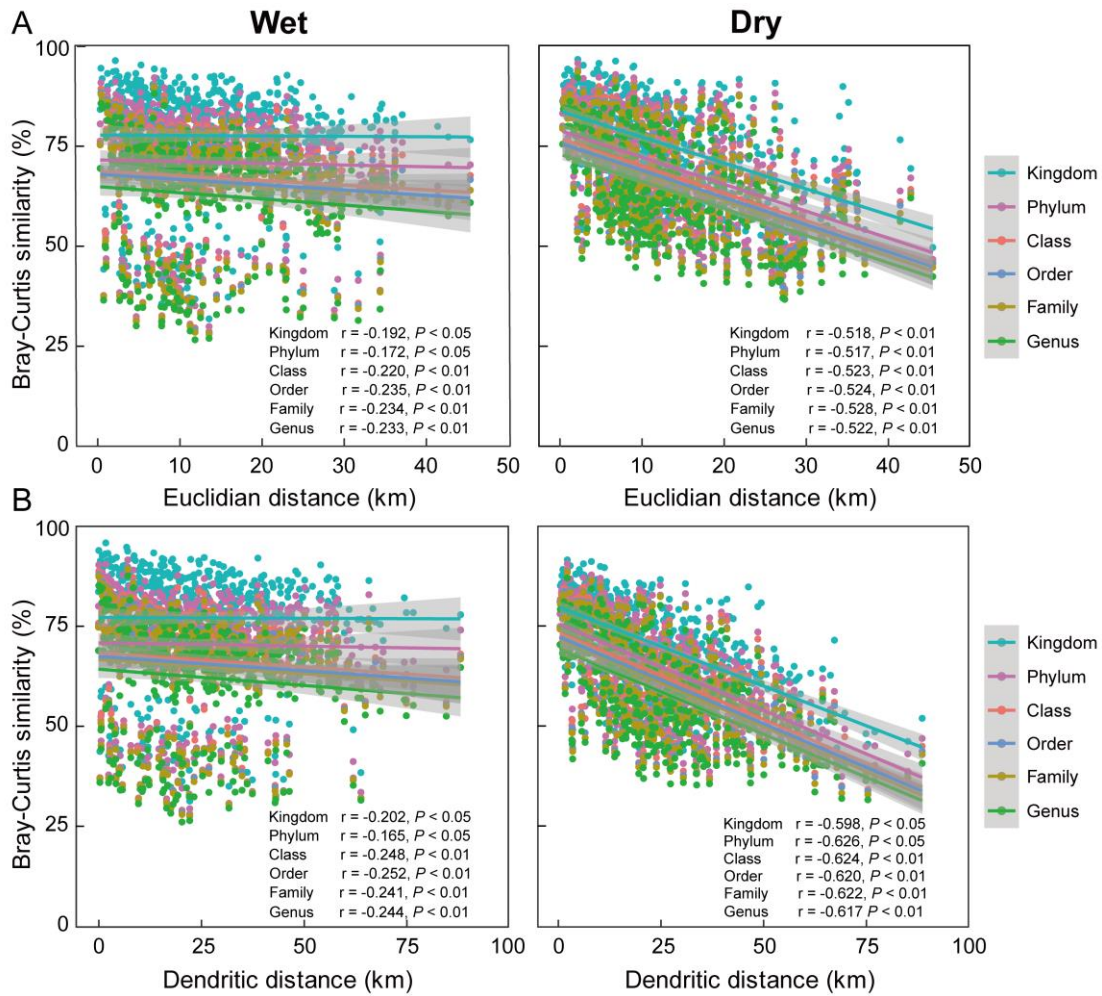 A
Wet
Dry
Bray-Curtis similarity (%)
100
75
50
25
0
Kingdom r = -0.192, P < 0.05
Phylum r = -0.172, P < 0.05
Class r = -0.220, P < 0.01
Order r = -0.235, P < 0.01
Family r = -0.234, P < 0.01
Genus r = -0.233, P < 0.01
0 10 20 30 40 50
Euclidian distance (km)
Kingdom r = -0.518, P < 0.01
Phylum r = -0.517, P < 0.01
Class r = -0.523, P < 0.01
Order r = -0.524, P < 0.01
Family r = -0.528, P < 0.01
Genus r = -0.522, P < 0.01
0 10 20 30 40 50
Euclidian distance (km)
Kingdom
Phylum
Class
Order
Family
Genus
B
Bray-Curtis similarity (%)
100
75
50
25
0
Kingdom r = -0.202, P < 0.05
Phylum r = -0.165, P < 0.05
Class r = -0.248, P < 0.01
Order r = -0.252, P < 0.01
Family r = -0.241, P < 0.01
Genus r = -0.244, P < 0.01
0 25 50 75 100
Dendritic distance (km)
Kingdom r = -0.598, P < 0.05
Phylum r = -0.626, P < 0.05
Class r = -0.624, P < 0.01
Order r = -0.620, P < 0.01
Family r = -0.622, P < 0.01
Genus r = -0.617, P < 0.01
0 25 50 75 100
Dendritic distance (km)
Kingdom
Phylum
Class
Order
Family
Genus